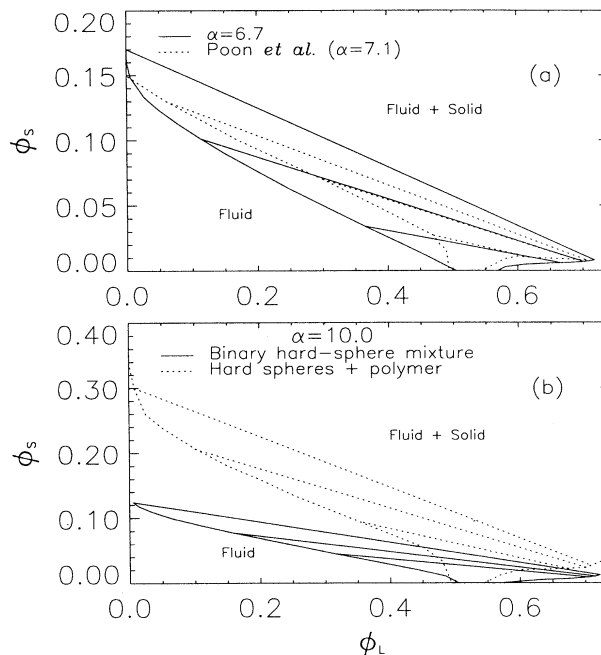 0.20
α=6.7
Poon et al. (α=7.1)
(a)
0.15
Fluid + Solid
ϕS
0.10
Fluid
0.05
0.00
0.0 0.2 0.4 0.6
α=10.0
0.40
Binary hard-sphere mixture
Hard spheres + polymer
(b)
0.30
Fluid + Solid
ϕS
0.20
0.10
Fluid
0.00
0.0 0.2 0.4 0.6
ϕL